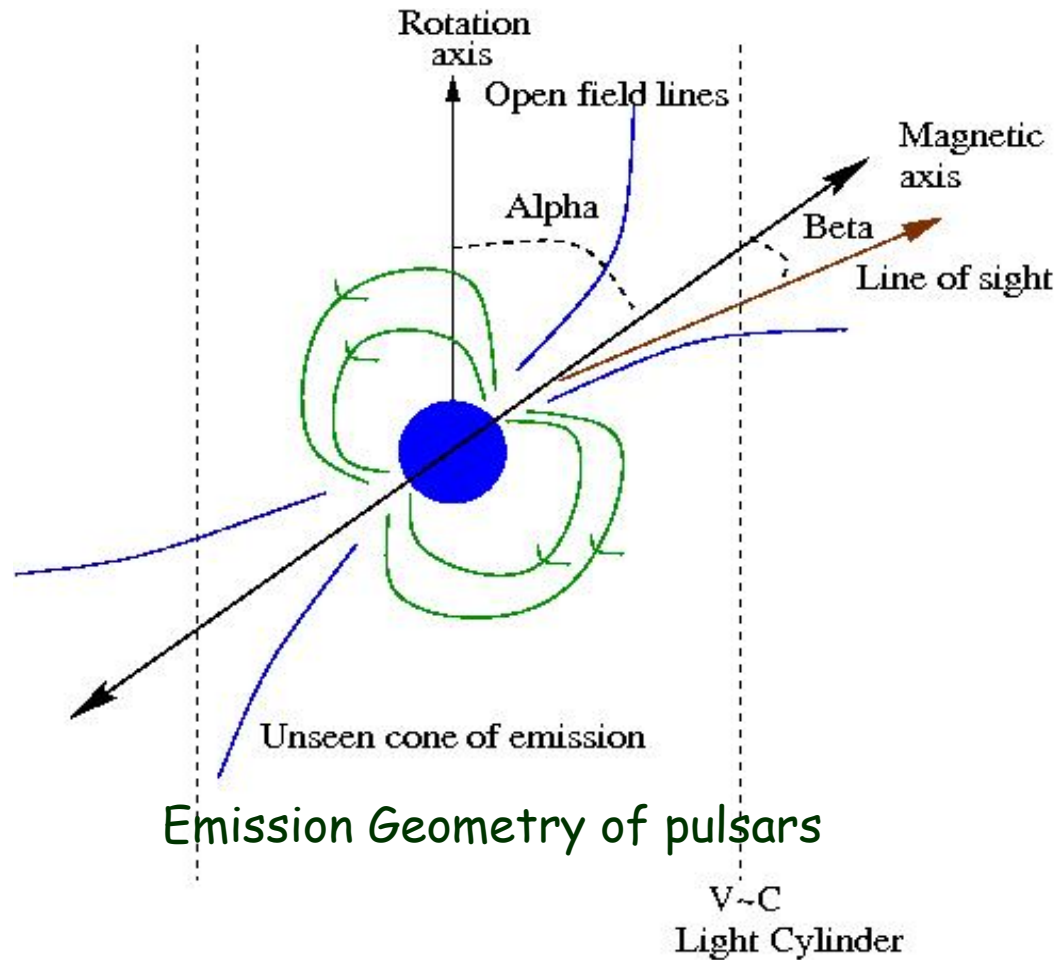 Rotation
axis
Open field lines
Magnetic
axis
Alpha
Beta
Line of sight
Unseen cone of emission
Emission Geometry of pulsars
V~C
Light Cylinder